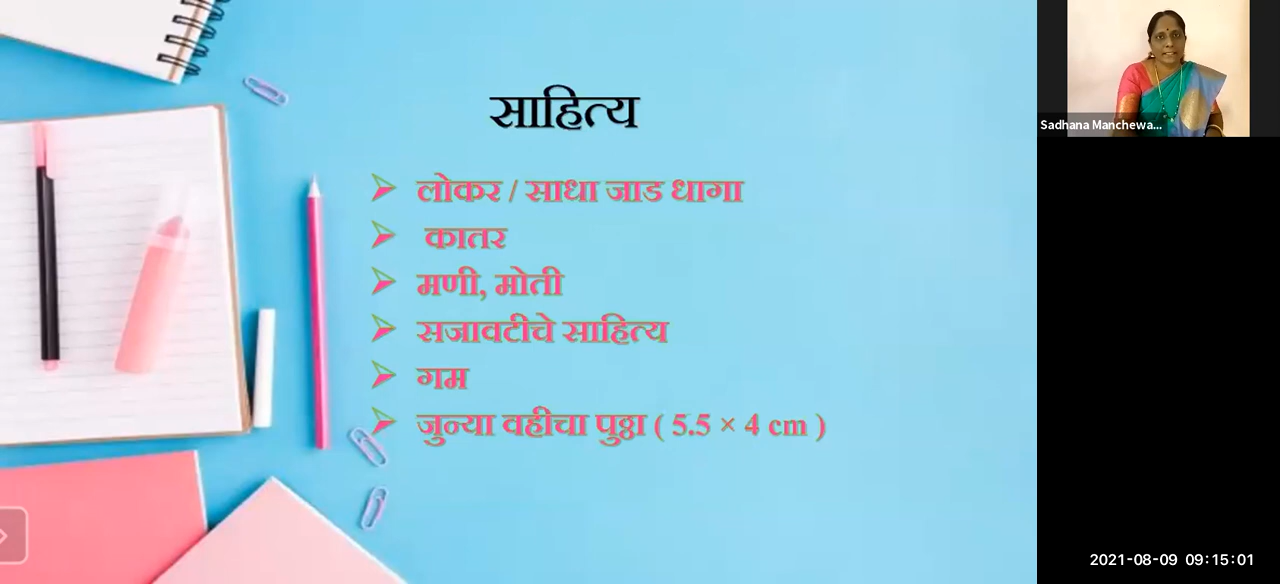 साहित्य
लोकर / साधा जाड धागा
कातर
मणी, मोती
सजावटीचे साहित्य
गम
जुन्या वहीचा पुठ्ठा ( 5.5 × 4 cm )
Sadhana Manchewa...
2021-08-09 09:15:01